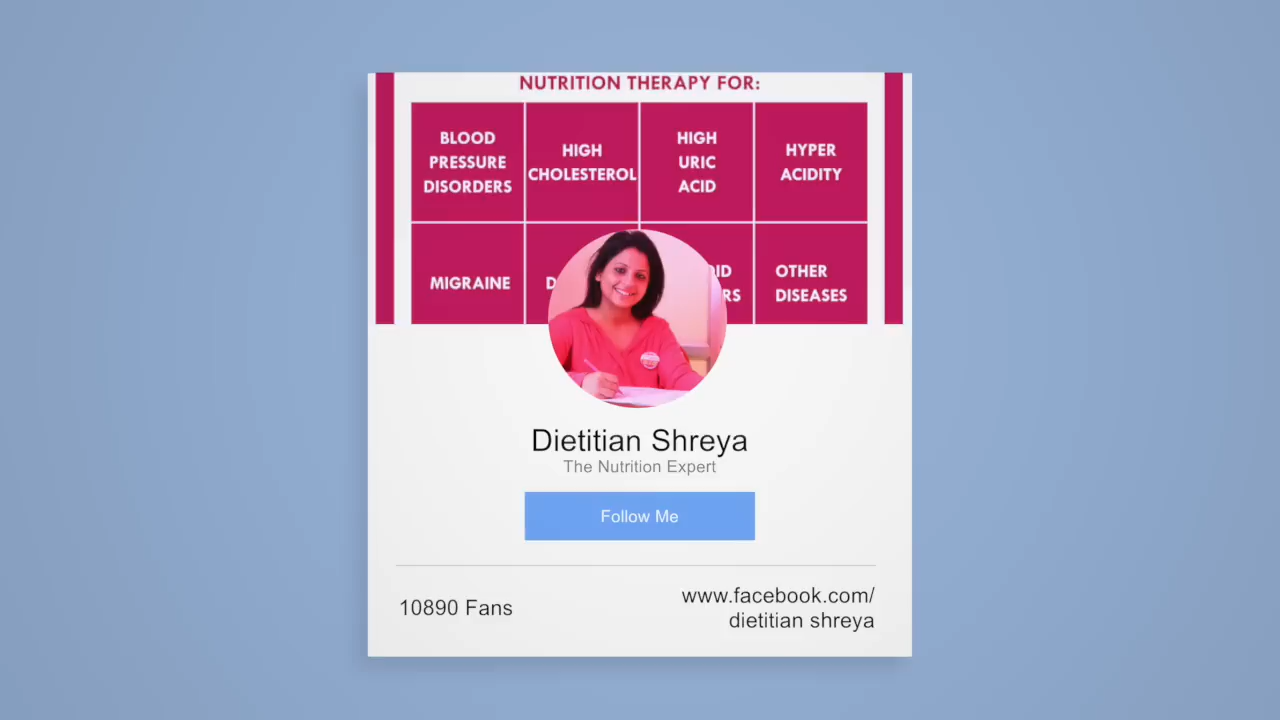 NUTRITION THERAPY FOR:
BLOOD
PRESSURE
DISORDERS
HIGH
CHOLESTEROL
HIGH
URIC
ACID
HYPER
ACIDITY
MIGRAINE
OTHER
DISEASES
Dietitian Shreya
The Nutrition Expert
Follow Me
10890 Fans
www.facebook.com/
dietitian shreya